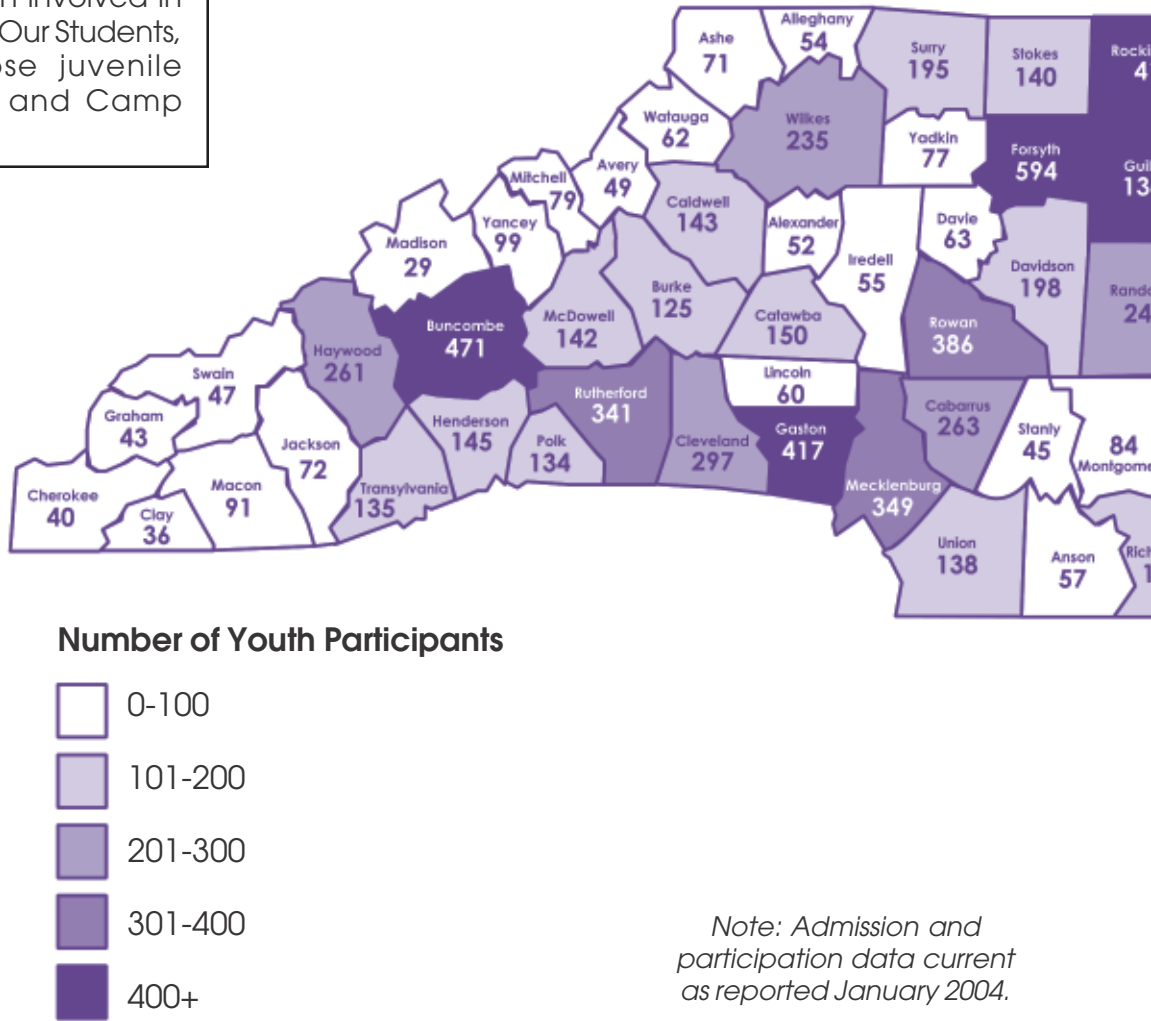 involved in
Our Students,
juvenile
and Camp
Ashe
71
Alleghany
54
Surry
195
Stokes
140
Watauga
62
Wilkes
235
Yadkin
77
Forsyth
594
Mitchell
79
Avery
49
Caldwell
143
Alexander
52
Iredell
55
Davie
63
Davidson
198
Madison
29
Yancey
99
Buncombe
471
McDowell
142
Burke
125
Catawba
150
Rowan
386
Haywood
261
Swain
47
Graham
43
Cherokee
40
Clay
36
Macon
91
Jackson
72
Transylvania
135
Henderson
145
Polk
134
Rutherford
341
Cleveland
297
Lincoln
60
Gaston
417
Mecklenburg
349
Cabarrus
263
Stanly
45
84
Union
138
Anson
57
Number of Youth Participants
0-100
101-200
201-300
301-400
400+
Note: Admission and
participation data current
as reported January 2004.